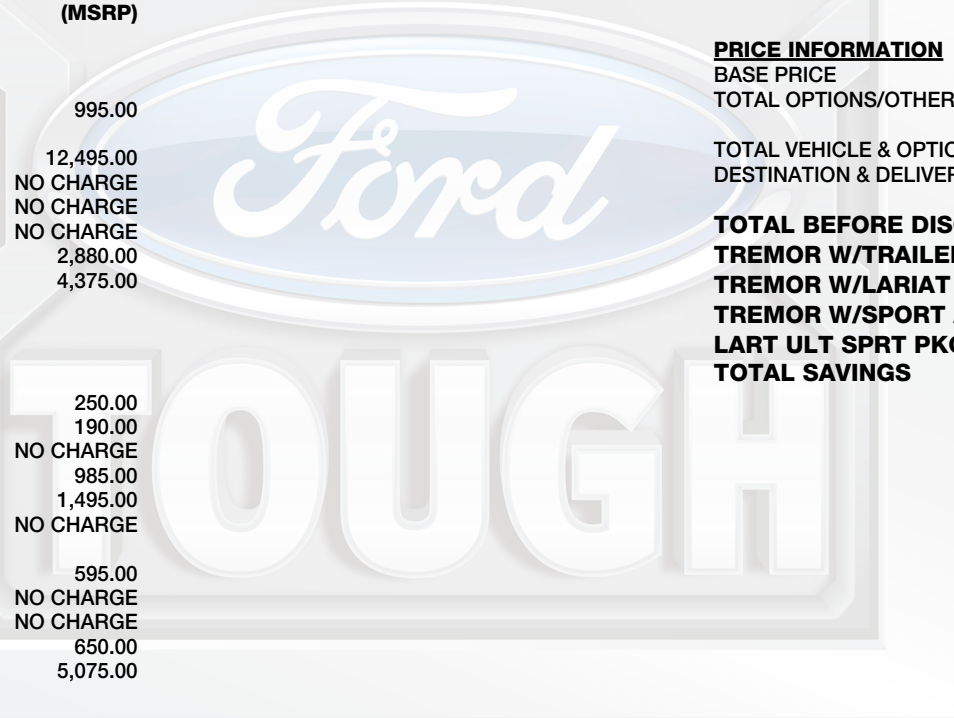 (MSRP)
995.00
12,495.00
NO CHARGE
NO CHARGE
NO CHARGE
2,880.00
4,375.00
250.00
190.00
NO CHARGE
985.00
1,495.00
NO CHARGE
595.00
NO CHARGE
NO CHARGE
650.00
5,075.00
PRICE INFORMATION
BASE PRICE
TOTAL OPTIONS/OTHER
TOTAL VEHICLE & OPTIO
DESTINATION & DELIVER
TOTAL BEFORE DIS
TREMOR W/TRAILE
TREMOR W/LARIAT
TREMOR W/SPORT
LART ULT SPRT PK
TOTAL SAVINGS
Ford
TOUGH